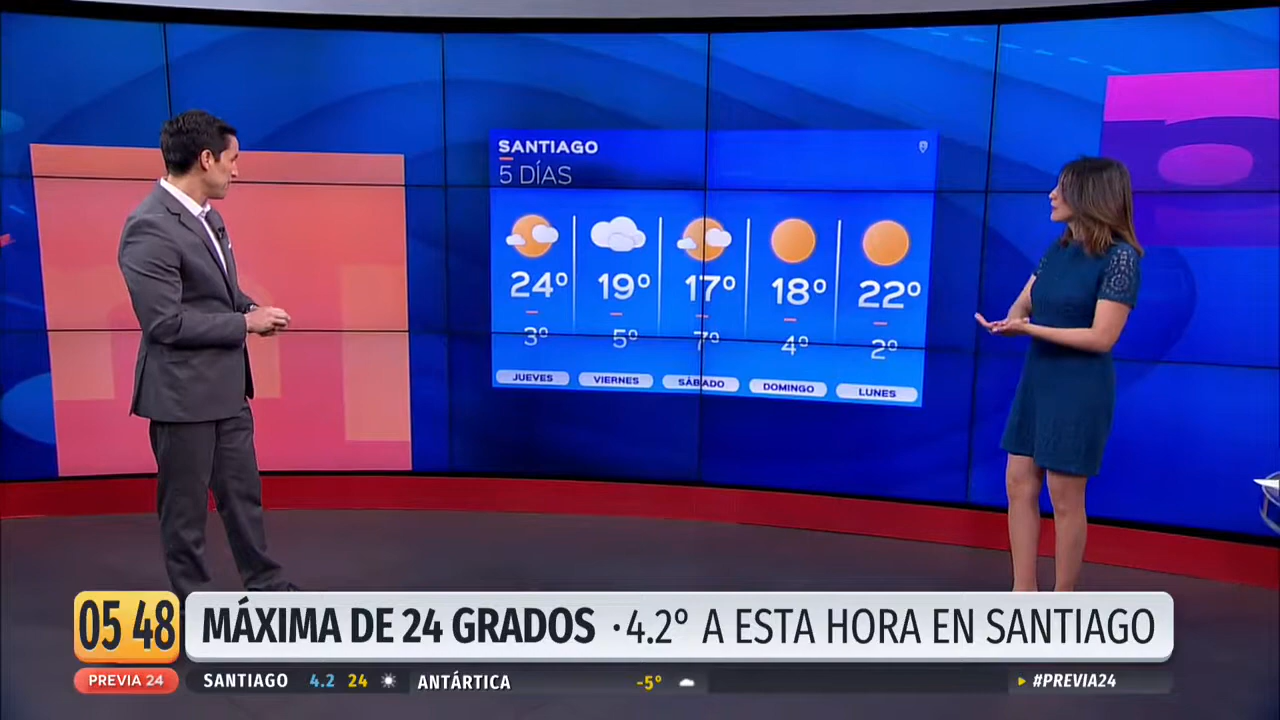 SANTIAGO
5 DÍAS
24º 19º 17º 18º 22º
3º 5º 7º 4º 2º
JUEVES VIERNES SÁBADO DOMINGO LUNES
05 48 MÁXIMA DE 24 GRADOS · 4.2º A ESTA HORA EN SANTIAGO
PREVIA 24 SANTIAGO 4.2 24 ANTÁRTICA -5° #PREVIA24